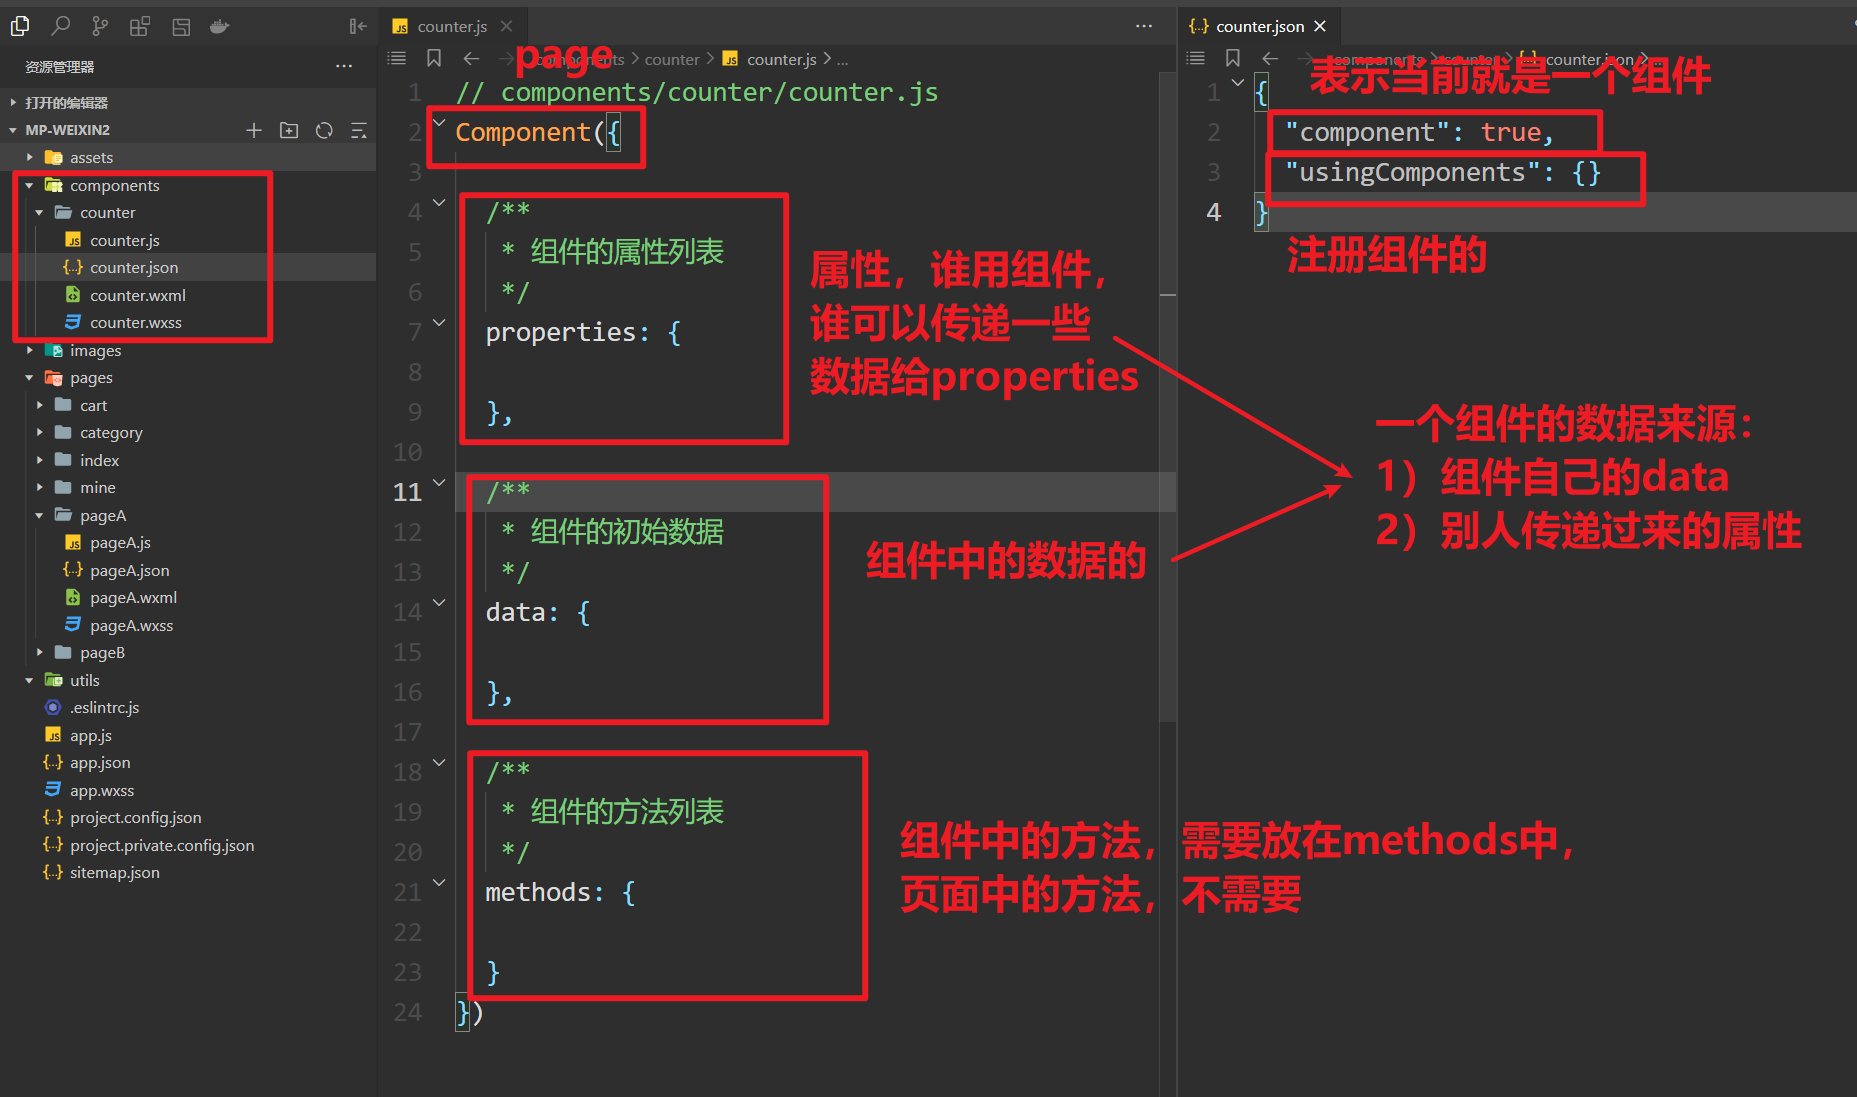 资源管理器
打开的编辑器
MP-WEIXIN2
assets
components
counter
counter.js
counter.json
counter.wxml
counter.wxss
images
pages
cart
category
index
mine
pageA
pageA.js
pageA.json
pageA.wxml
pageA.wxss
pageB
utils
.eslintrc.js
app.js
app.json
app.wxss
project.config.json
project.private.config.json
sitemap.json
counter.js
page
components > counter > counter.js > ...
1 // components/counter/counter.js
2 Component({
3
4 /**
5 * 组件的属性列表
6 */
7 properties: {
8
9 },
10
11 /**
12 * 组件的初始数据
13 */
14 data: {
15
16 },
17
18 /**
19 * 组件的方法列表
20 */
21 methods: {
22
23 }
24 })
属性，谁用组件，
谁可以传递一些
数据给properties
组件中的数据的
组件中的方法，需要放在methods中，
页面中的方法，不需要
{} counter.json
components > counter > {} counter.json > ...
表示当前就是一个组件
1 {
2 "component": true,
3 "usingComponents": {}
4 }
注册组件的
一个组件的数据来源：
1）组件自己的data
2）别人传递过来的属性